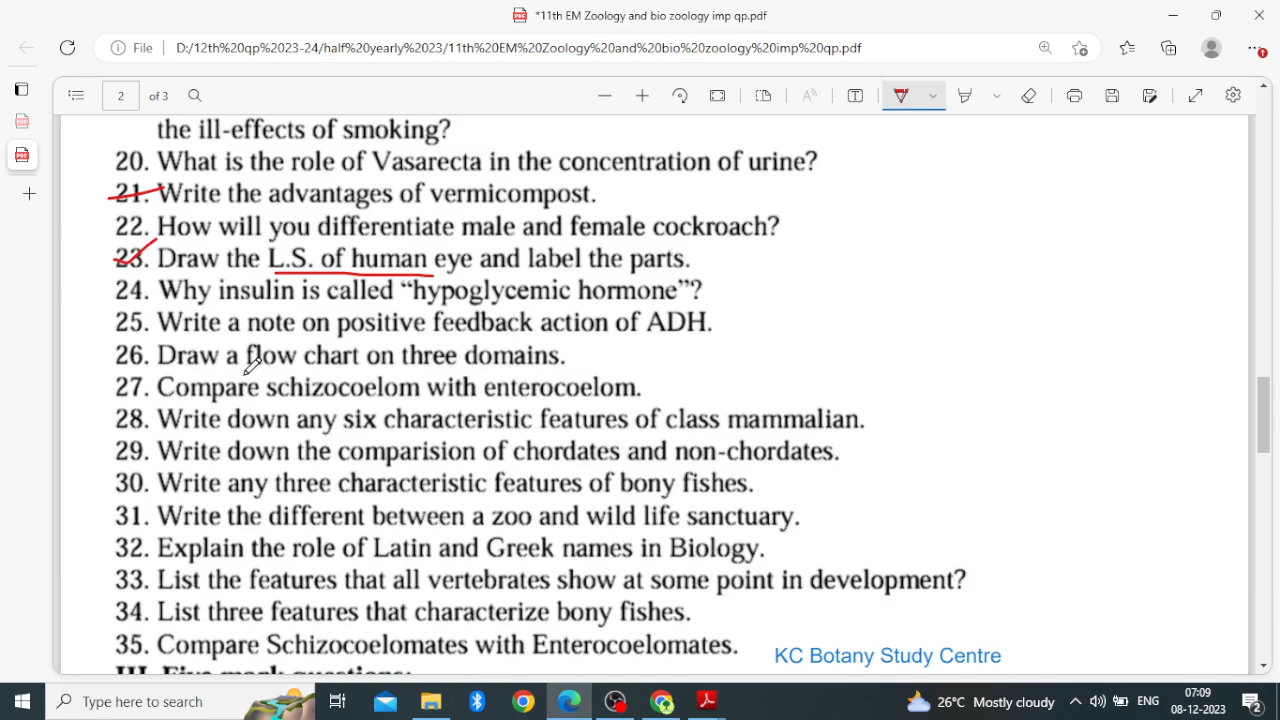 *11th EM Zoology and bio zoology imp qp.pdf
File D:/12th%20qp%202023-24/half%20yearly%202023/11th%20EM%20Zoology%20and%20bio%20zoology%20imp%20qp.pdf
2 of 3
the ill-effects of smoking?
20. What is the role of Vasarecta in the concentration of urine?
21. Write the advantages of vermicompost.
22. How will you differentiate male and female cockroach?
23. Draw the L.S. of human eye and label the parts.
24. Why insulin is called “hypoglycemic hormone”?
25. Write a note on positive feedback action of ADH.
26. Draw a flow chart on three domains.
27. Compare schizocoelom with enterocoelom.
28. Write down any six characteristic features of class mammalian.
29. Write down the comparision of chordates and non-chordates.
30. Write any three characteristic features of bony fishes.
31. Write the different between a zoo and wild life sanctuary.
32. Explain the role of Latin and Greek names in Biology.
33. List the features that all vertebrates show at some point in development?
34. List three features that characterize bony fishes.
35. Compare Schizocoelomates with Enterocoelomates.
KC Botany Study Centre
III. Five mark questions:
Type here to search
26°C Mostly cloudy
ENG
07:09
08-12-2023
2